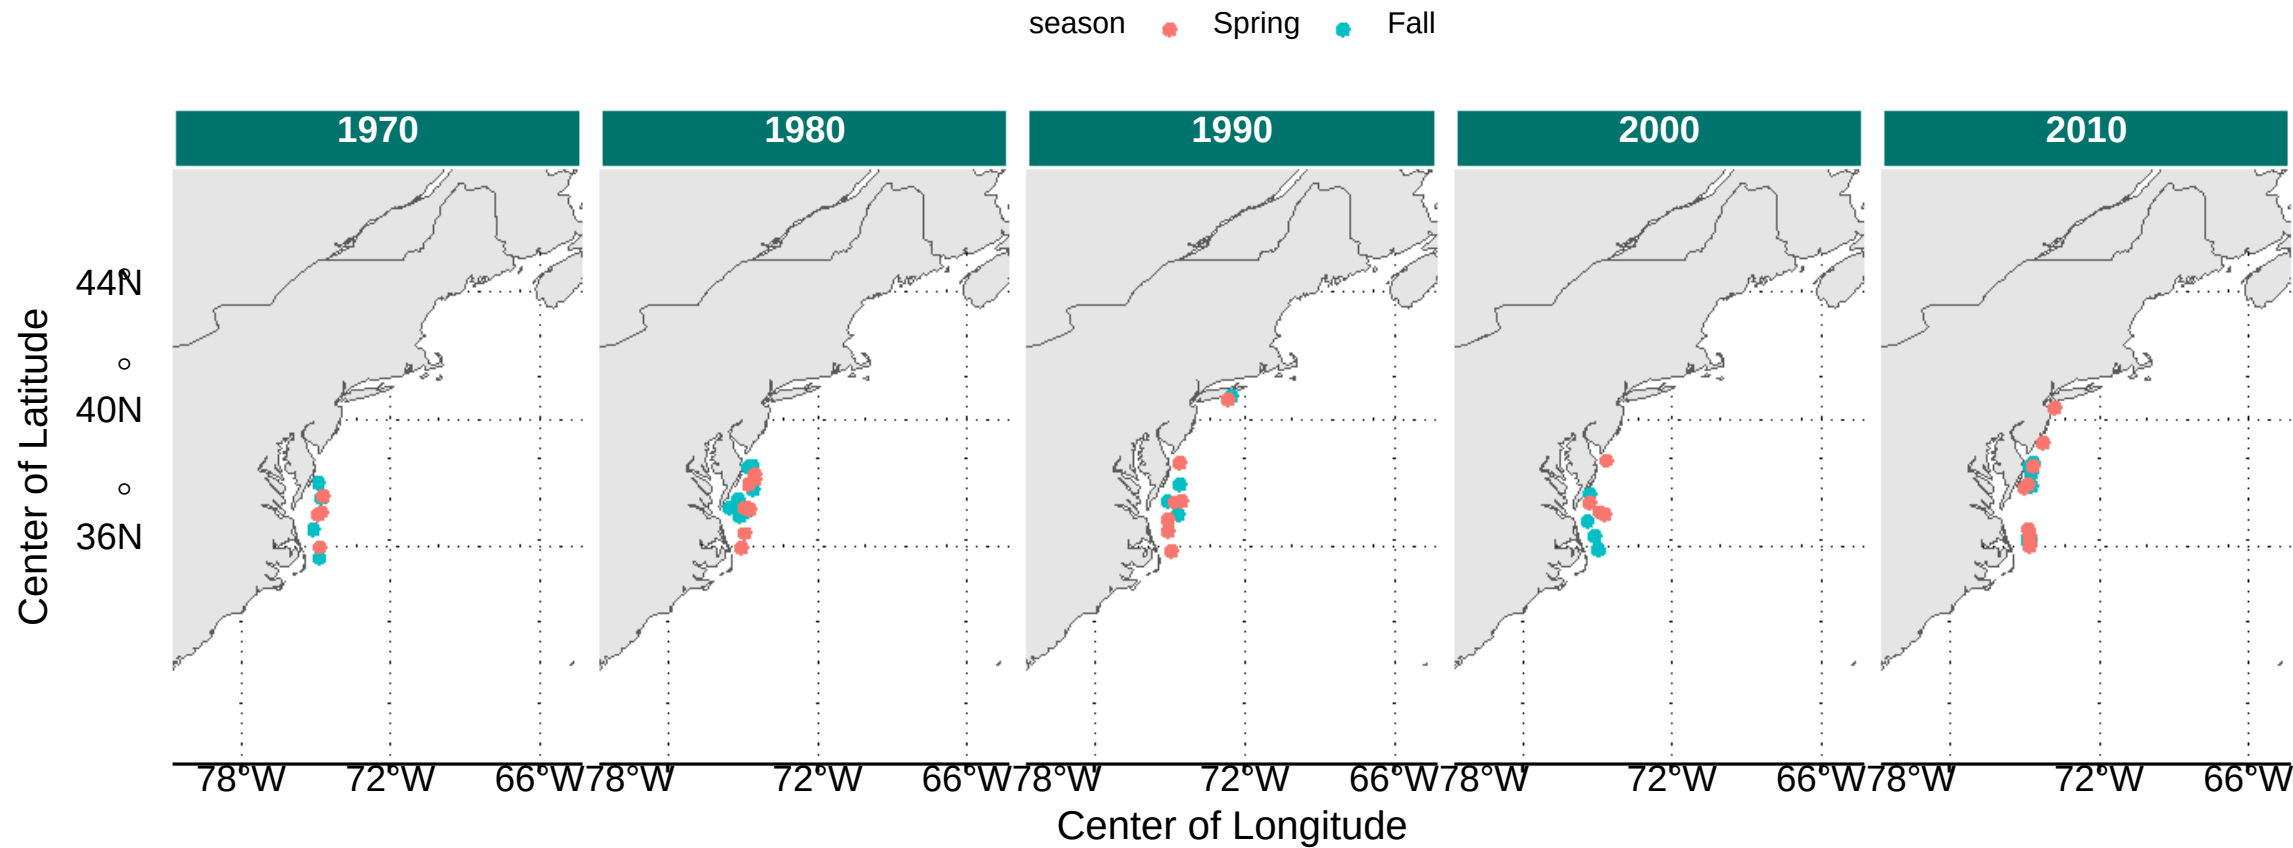 season Spring Fall
1970 1980 1990 2000 2010
44°N
40°N
36°N
Center of Latitude
78°W 72°W 66°W 78°W 72°W 66°W 78°W 72°W 66°W 78°W 72°W 66°W 78°W 72°W 66°W
Center of Longitude